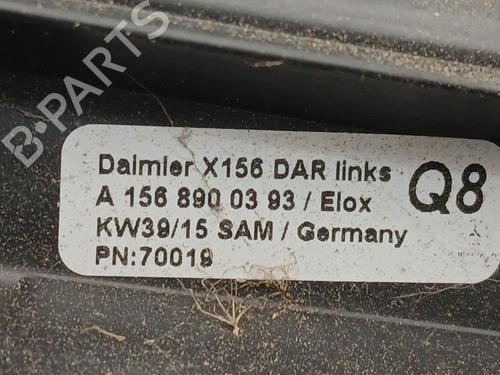 B-PARTS
Daimler X156 DAR links
Q8
A 156 890 03 93 / Elox
KW39/15 SAM / Germany
PN:70019